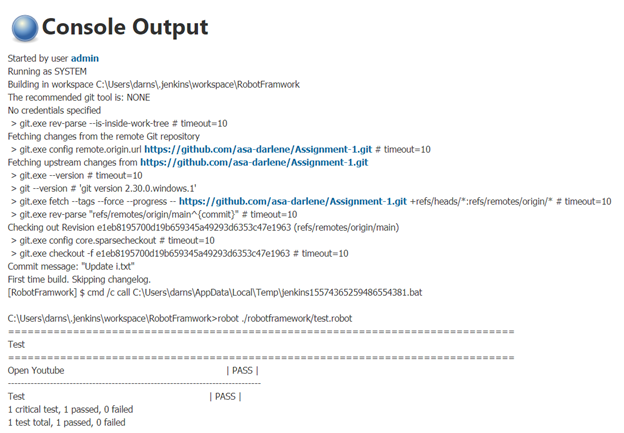 Console Output
Started by user admin
Running as SYSTEM
Building in workspace C:\Users\darns\.jenkins\workspace\RobotFramwork
The recommended git tool is: NONE
No credentials specified
> git.exe rev-parse --is-inside-work-tree # timeout=10
Fetching changes from the remote Git repository
> git.exe config remote.origin.url https://github.com/asa-darlene/Assignment-1.git # timeout=10
Fetching upstream changes from https://github.com/asa-darlene/Assignment-1.git
> git.exe --version # timeout=10
> git --version # 'git version 2.30.0.windows.1'
> git.exe fetch --tags --force --progress -- https://github.com/asa-darlene/Assignment-1.git +refs/heads/*:refs/remotes/origin/* # timeout=10
> git.exe rev-parse "refs/remotes/origin/main^{commit}" # timeout=10
Checking out Revision e1eb8195700d19b659345a49293d6353c47e1963 (refs/remotes/origin/main)
> git.exe config core.sparsecheckout # timeout=10
> git.exe checkout -f e1eb8195700d19b659345a49293d6353c47e1963 # timeout=10
Commit message: "Update i.txt"
First time build. Skipping changelog.
[RobotFramwork] $ cmd /c call C:\Users\darns\AppData\Local\Temp\jenkins15574365259486554381.bat
C:\Users\darns\.jenkins\workspace\RobotFramwork>robot ./robotframework/test.robot
==============================================================================
Test
==============================================================================
Open Youtube | PASS |
------------------------------------------------------------------------------
Test | PASS |
1 critical test, 1 passed, 0 failed
1 test total, 1 passed, 0 failed